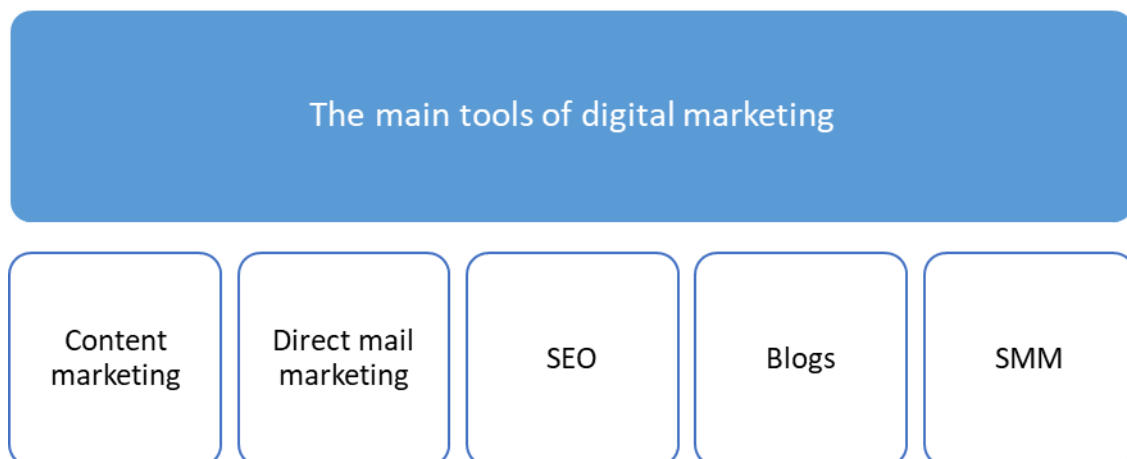 The main tools of digital marketing
Content
marketing
Direct mail
marketing
SEO
Blogs
SMM